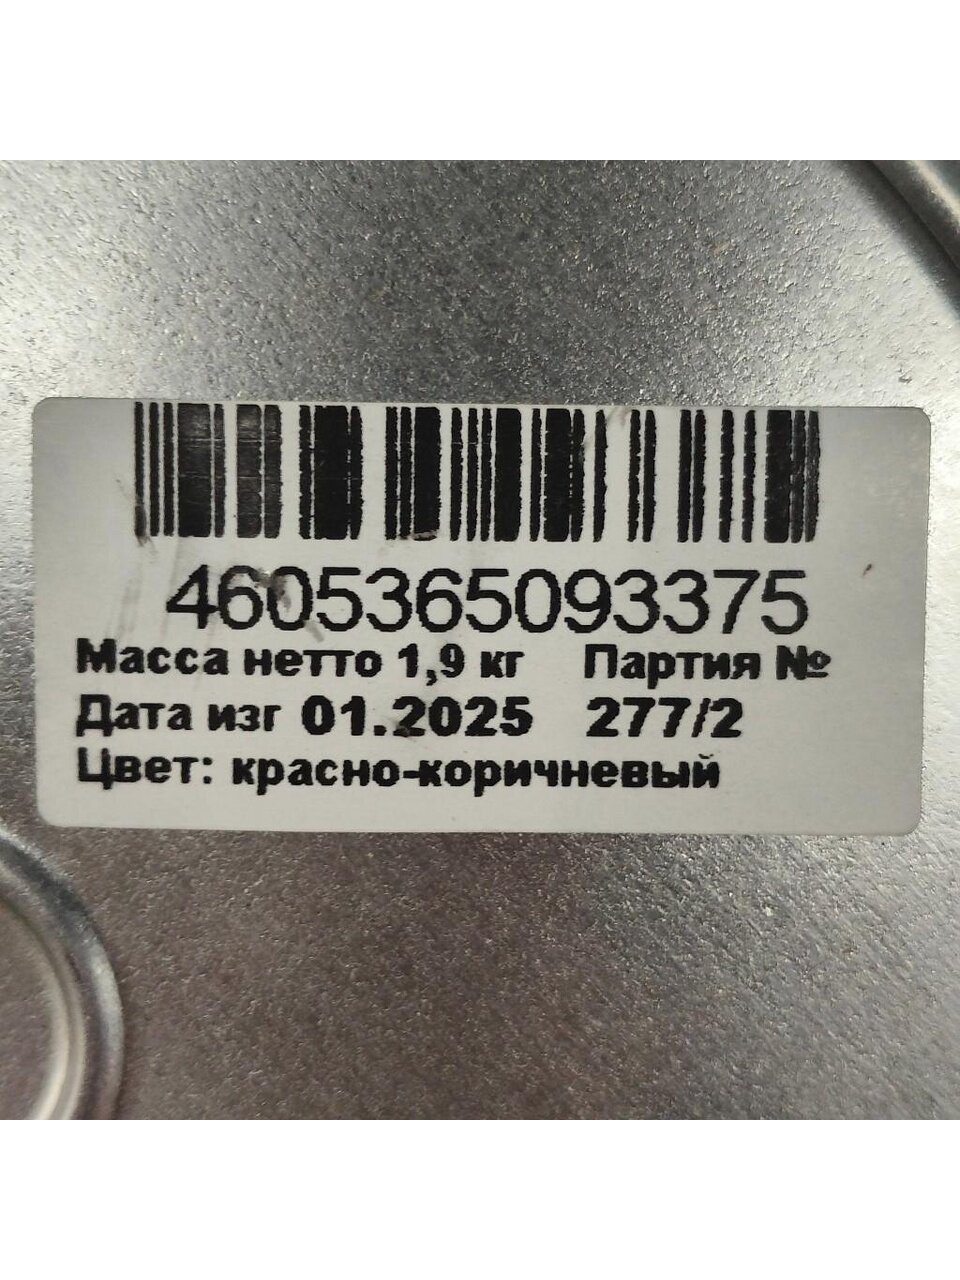 4605365093375
Масса нетто 1,9 кг Партия №
Дата изг 01.2025 277/2
Цвет: красно-коричневый